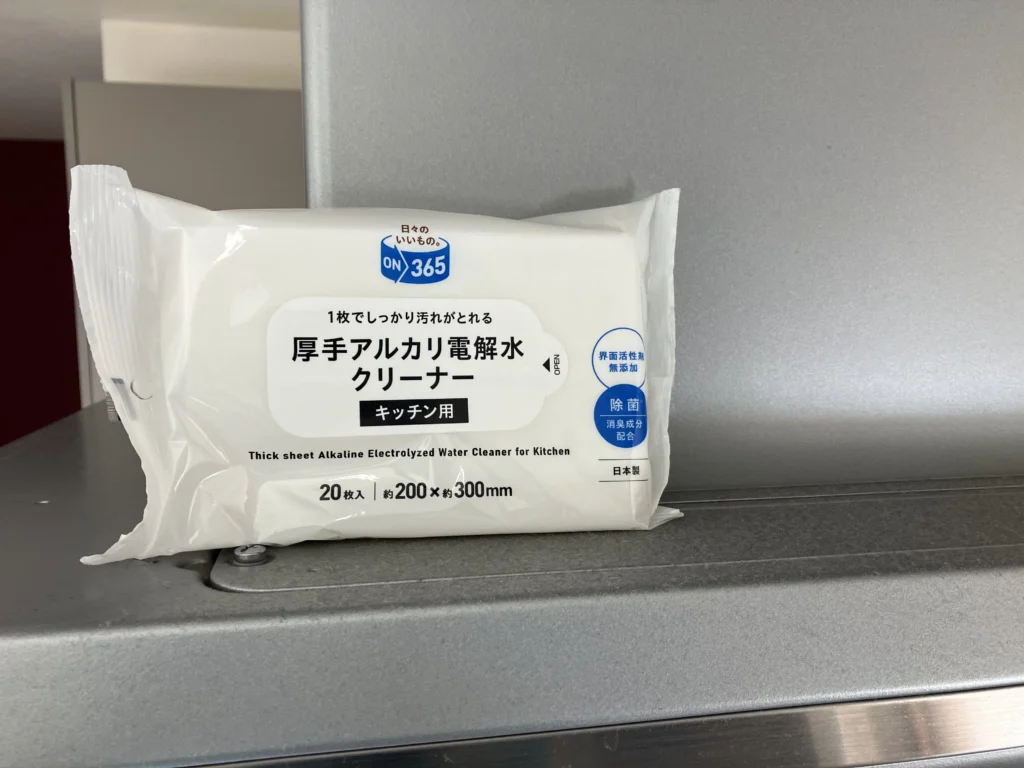 日々の
いいもの。
ON 365
1枚でしっかり汚れがとれる
厚手アルカリ電解水
クリーナー
キッチン用
OPEN
Thick sheet Alkaline Electrolyzed Water Cleaner for Kitchen
20枚入 | 約200×約300mm
界面活性剤
無添加
除菌
消臭成分
配合
日本製